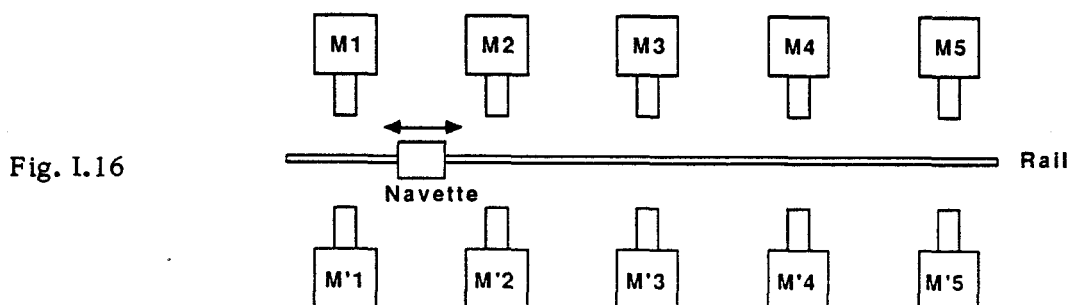 M1 M2 M3 M4 M5
Fig. I.16
Rail
Navette
M'1 M'2 M'3 M'4 M'5